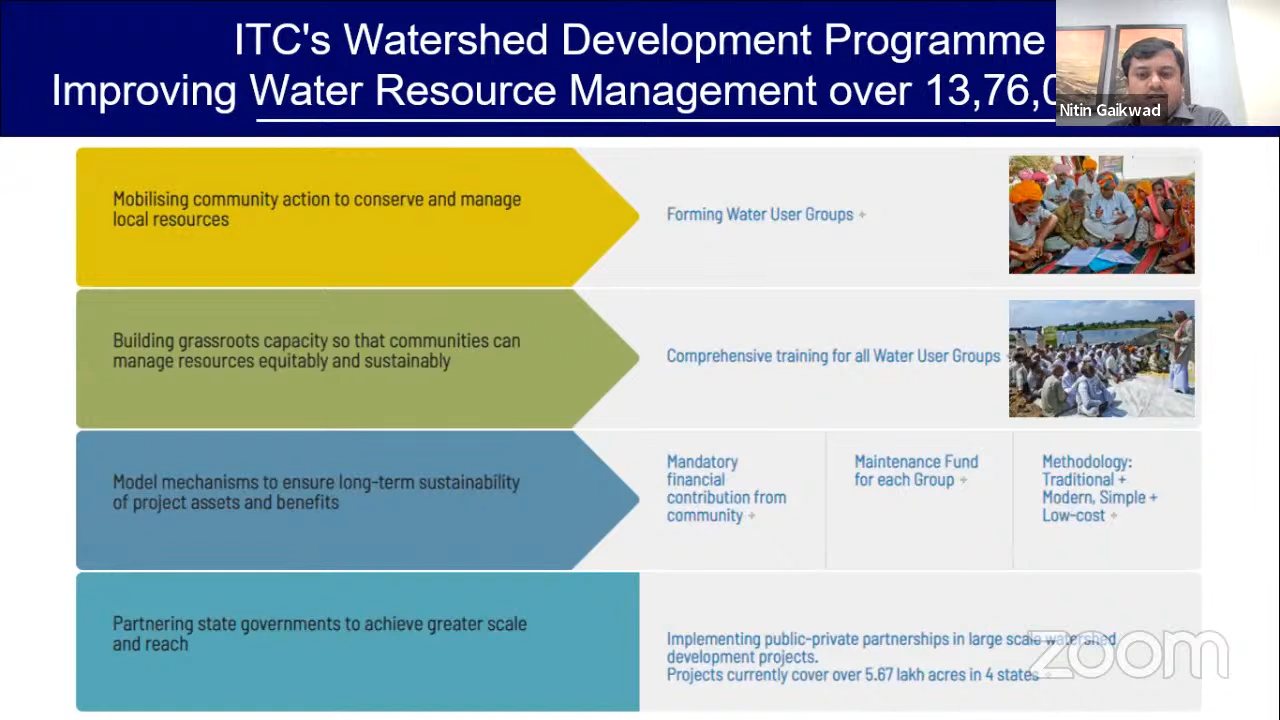 ITC's Watershed Development Programme
Improving Water Resource Management over 13,76,0
Nitin Gaikwad
Mobilising community action to conserve and manage
local resources
Forming Water User Groups +
Building grassroots capacity so that communities can
manage resources equitably and sustainably
Comprehensive training for all Water User Groups
Model mechanisms to ensure long-term sustainability
of project assets and benefits
Mandatory
financial
contribution from
community +
Maintenance Fund
for each Group +
Methodology:
Traditional +
Modern, Simple +
Low-cost +
Partnering state governments to achieve greater scale
and reach
Implementing public-private partnerships in large scale watershed
development projects.
Projects currently cover over 5.67 lakh acres in 4 states
zoom